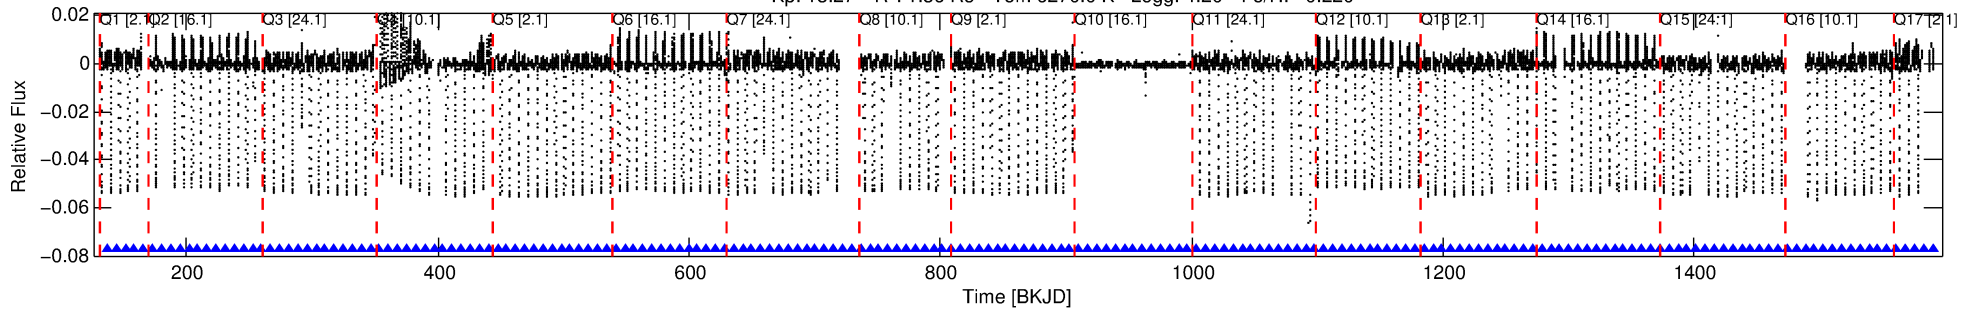 Q1 [2.1] Q2 [16.1] Q3 [24.1] [10.1] Q5 [2.1] Q6 [16.1] Q7 [24.1] Q8 [10.1] Q9 [2.1] Q10 [16.1] Q11 [24.1] Q12 [10.1] Q13 [2.1] Q14 [16.1] Q15 [24.1] Q16 [10.1] Q17 [2.1]
0.02
0
−0.02
−0.04
−0.06
−0.08
Relative Flux
200 400 600 800 1000 1200 1400
Time [BKJD]